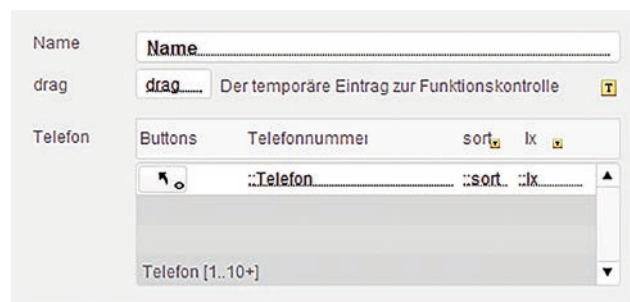 Name Name
drag drag Der temporäre Eintrag zur Funktionskontrolle T
Telefon Buttons Telefonnummer sort lx
::Telefon ::sort ::lx
Telefon [1..10+]